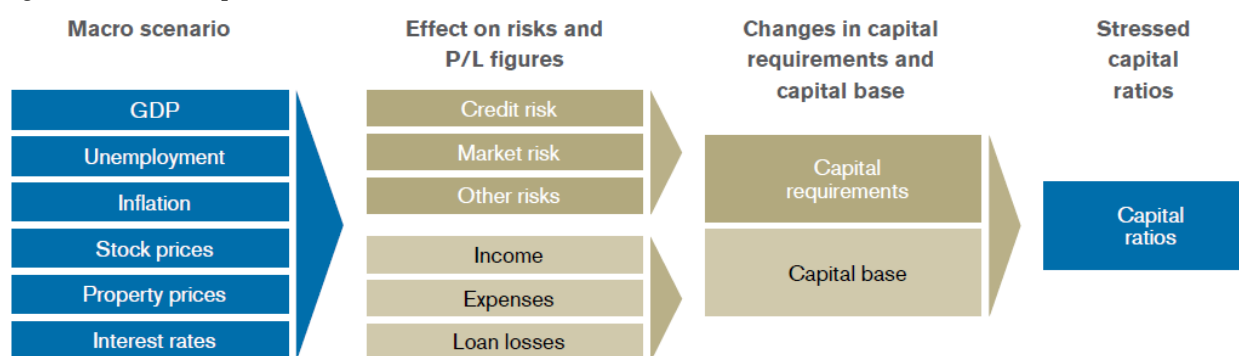 Macro scenario
Effect on risks and
P/L figures
Changes in capital
requirements and
capital base
Stressed
capital
ratios
GDP
Unemployment
Inflation
Stock prices
Property prices
Interest rates
Credit risk
Market risk
Other risks
Income
Expenses
Loan losses
Capital
requirements
Capital base
Capital
ratios